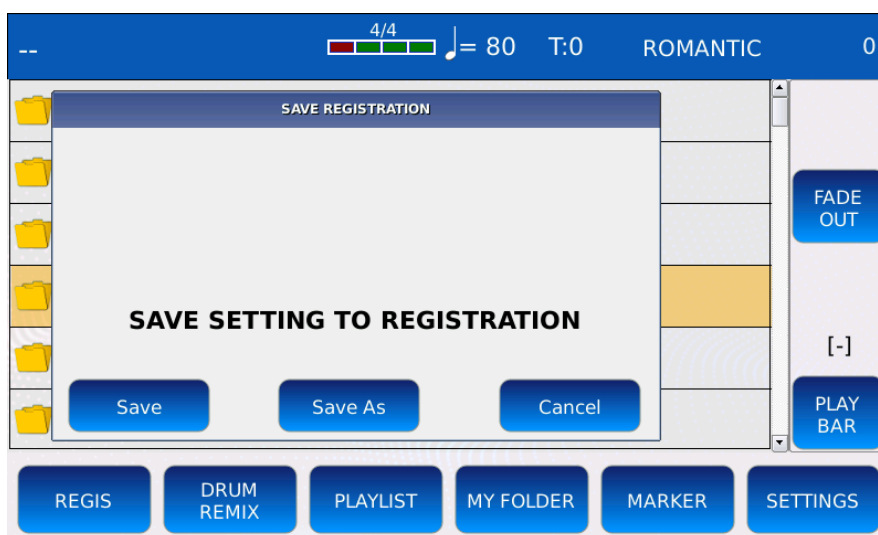 -- 4/4 = 80 T:0 ROMANTIC 0
SAVE REGISTRATION
FADE
OUT
SAVE SETTING TO REGISTRATION
[-]
Save Save As Cancel
PLAY
BAR
REGIS DRUM REMIX PLAYLIST MY FOLDER MARKER SETTINGS